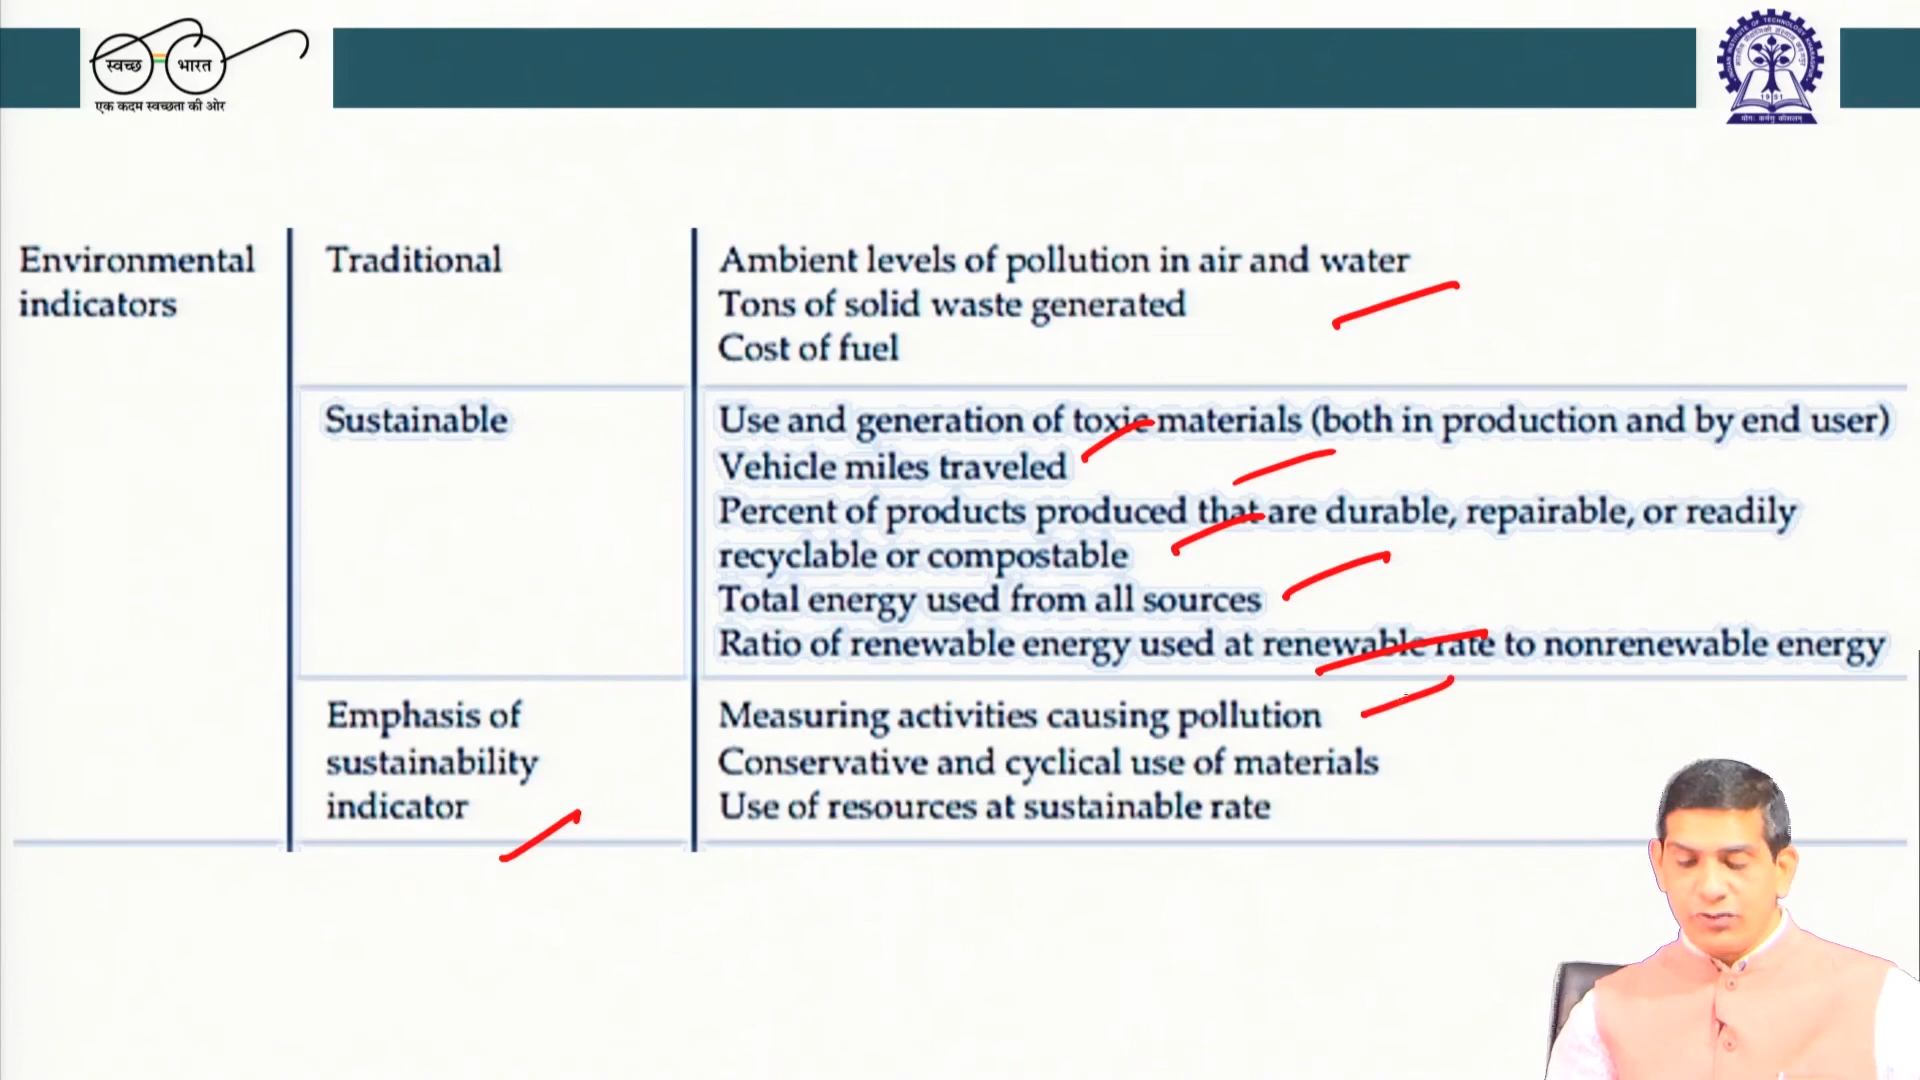 स्वच्छ भारत
एक कदम स्वच्छता की ओर
1951
योगः कर्मसु कौशलम्
Environmental indicators
Traditional
Ambient levels of pollution in air and water
Tons of solid waste generated
Cost of fuel
Sustainable
Use and generation of toxic materials (both in production and by end user)
Vehicle miles traveled
Percent of products produced that are durable, repairable, or readily
recyclable or compostable
Total energy used from all sources
Ratio of renewable energy used at renewable rate to nonrenewable energy
Emphasis of
sustainability
indicator
Measuring activities causing pollution
Conservative and cyclical use of materials
Use of resources at sustainable rate